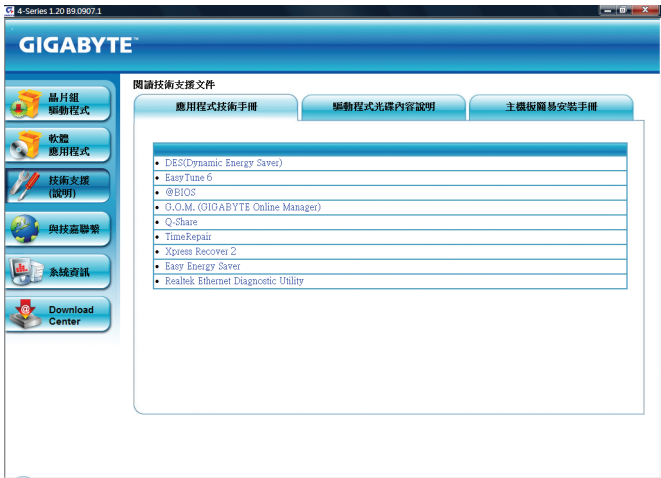 4-Series 1.20 B9.0907.1
GIGABYTE™
晶片組
驅動程式
軟體
應用程式
技術支援
(說明)
與技嘉聯繫
系統資訊
Download
Center
閱讀技術支援文件
應用程式技術手冊
驅動程式光碟內容說明
主機板簡易安裝手冊
• DES(Dynamic Energy Saver)
• EasyTune 6
• @BIOS
• G.O.M. (GIGABYTE Online Manager)
• Q-Share
• TimeRepair
• Xpress Recover 2
• Easy Energy Saver
• Realtek Ethernet Diagnostic Utility